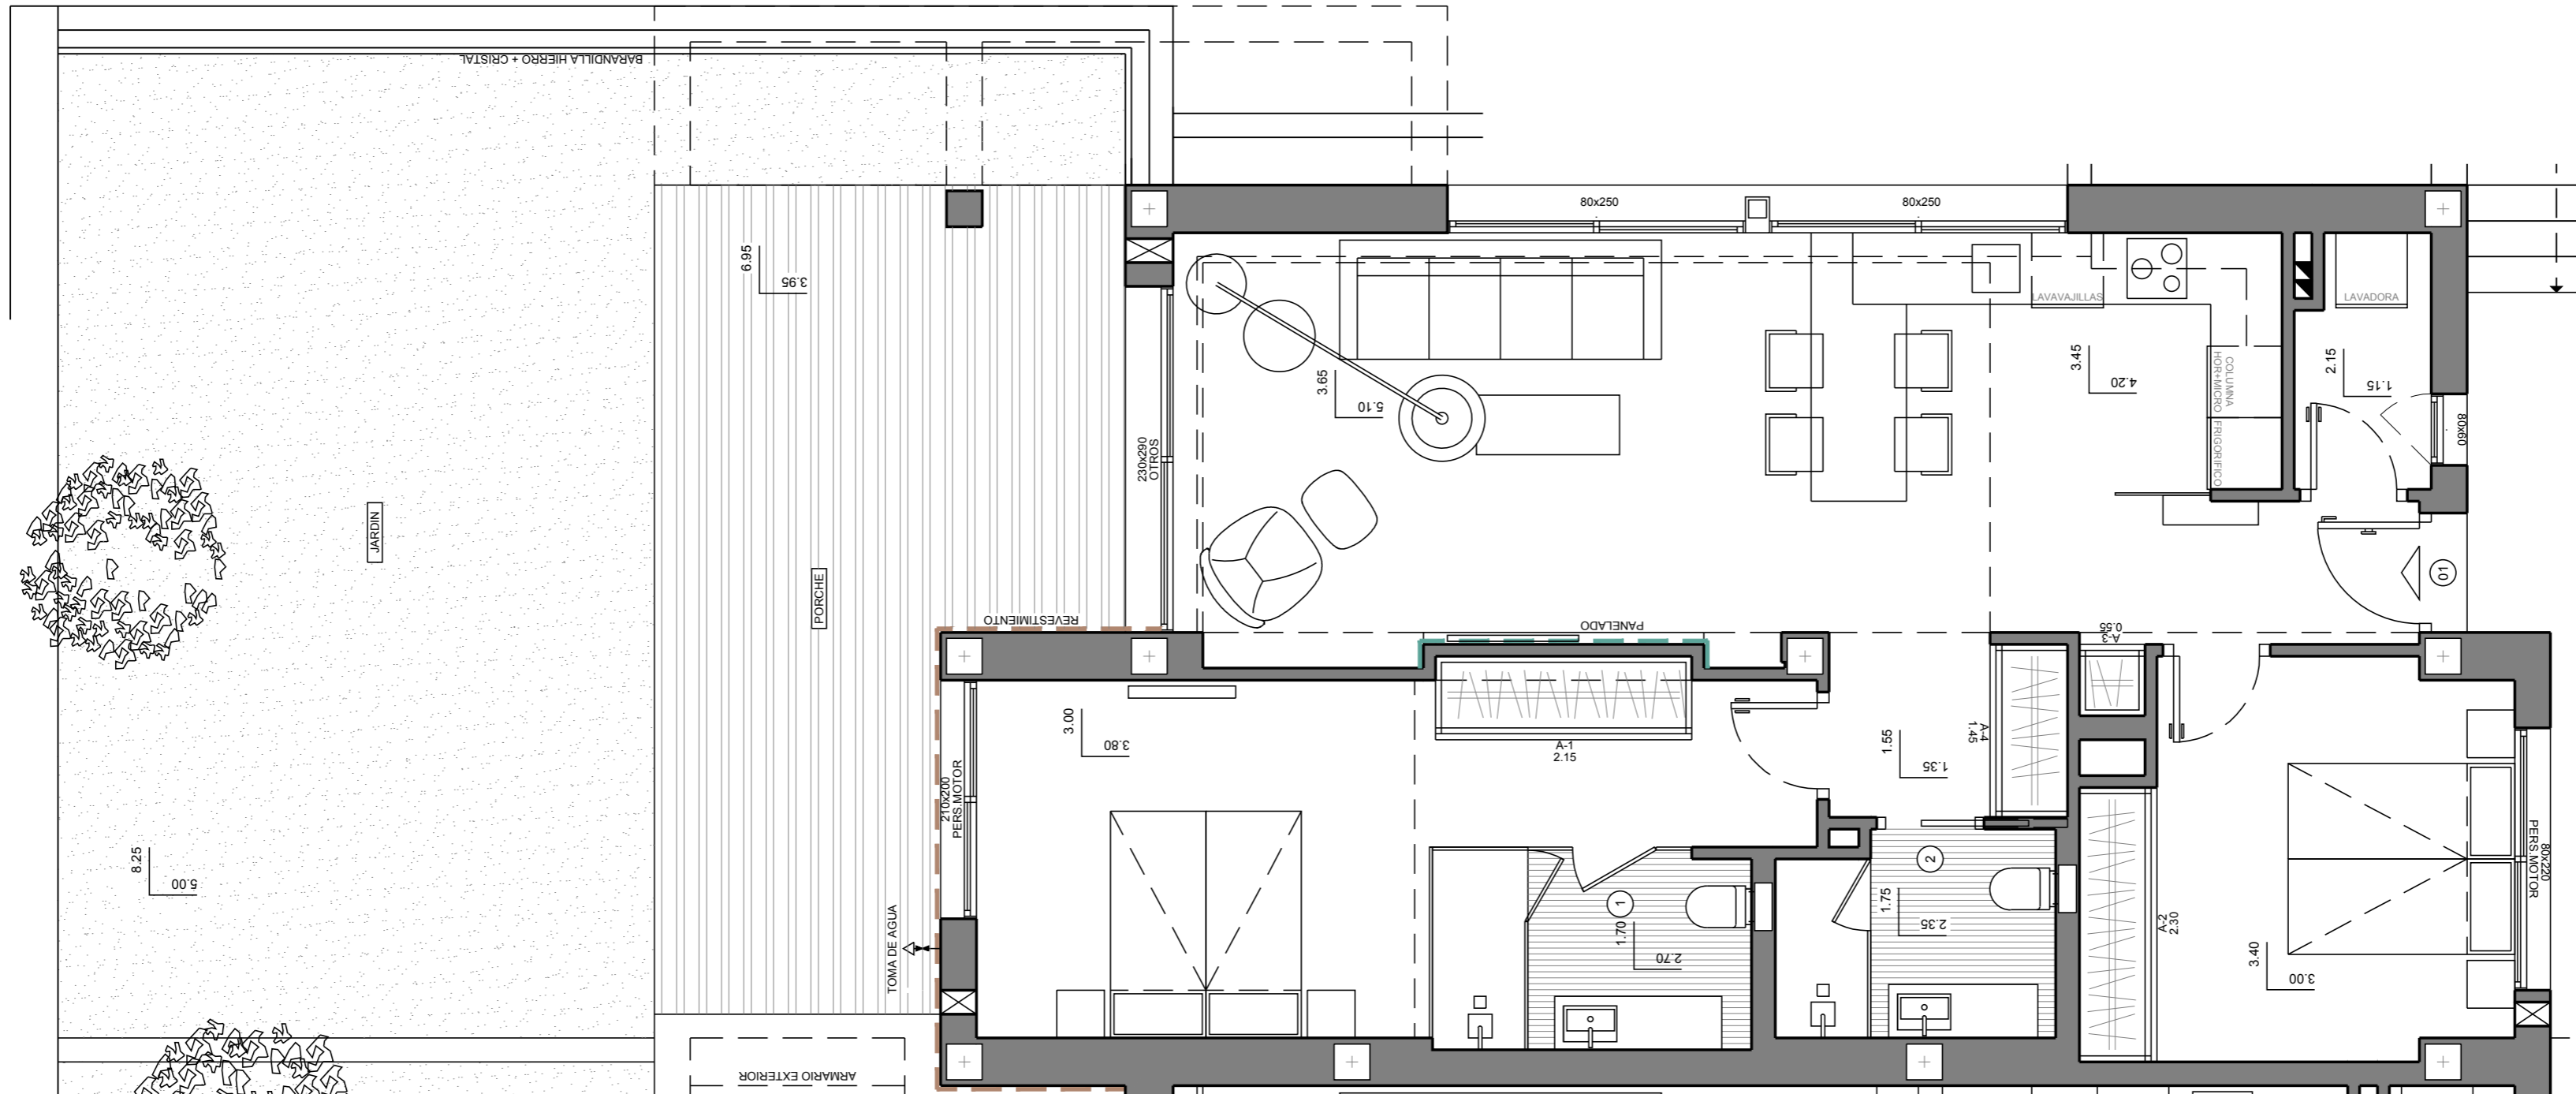 BARANDILLA HIERRO + CRISTAL
80x250
80x250
6.95
3.95
LAVAVAJILLAS
LAVADORA
3.65
5.10
3.45
4.20
COLUMNA
HOR+MICRO
FRIGORIFICO
2.15
1.15
80x60
230x290
OTROS
JARDIN
PORCHE
01
REVESTIMIENTO
PANELADO
A-3
0.55
3.00
3.80
A-1
2.15
1.55
1.35
A-4
1.45
210x200
PERS.MOTOR
8.25
5.00
TOMA DE AGUA
1
1.70
2.70
2
1.75
2.35
A-2
2.30
3.40
3.00
80x220
PERS.MOTOR
ARMARIO EXTERIOR